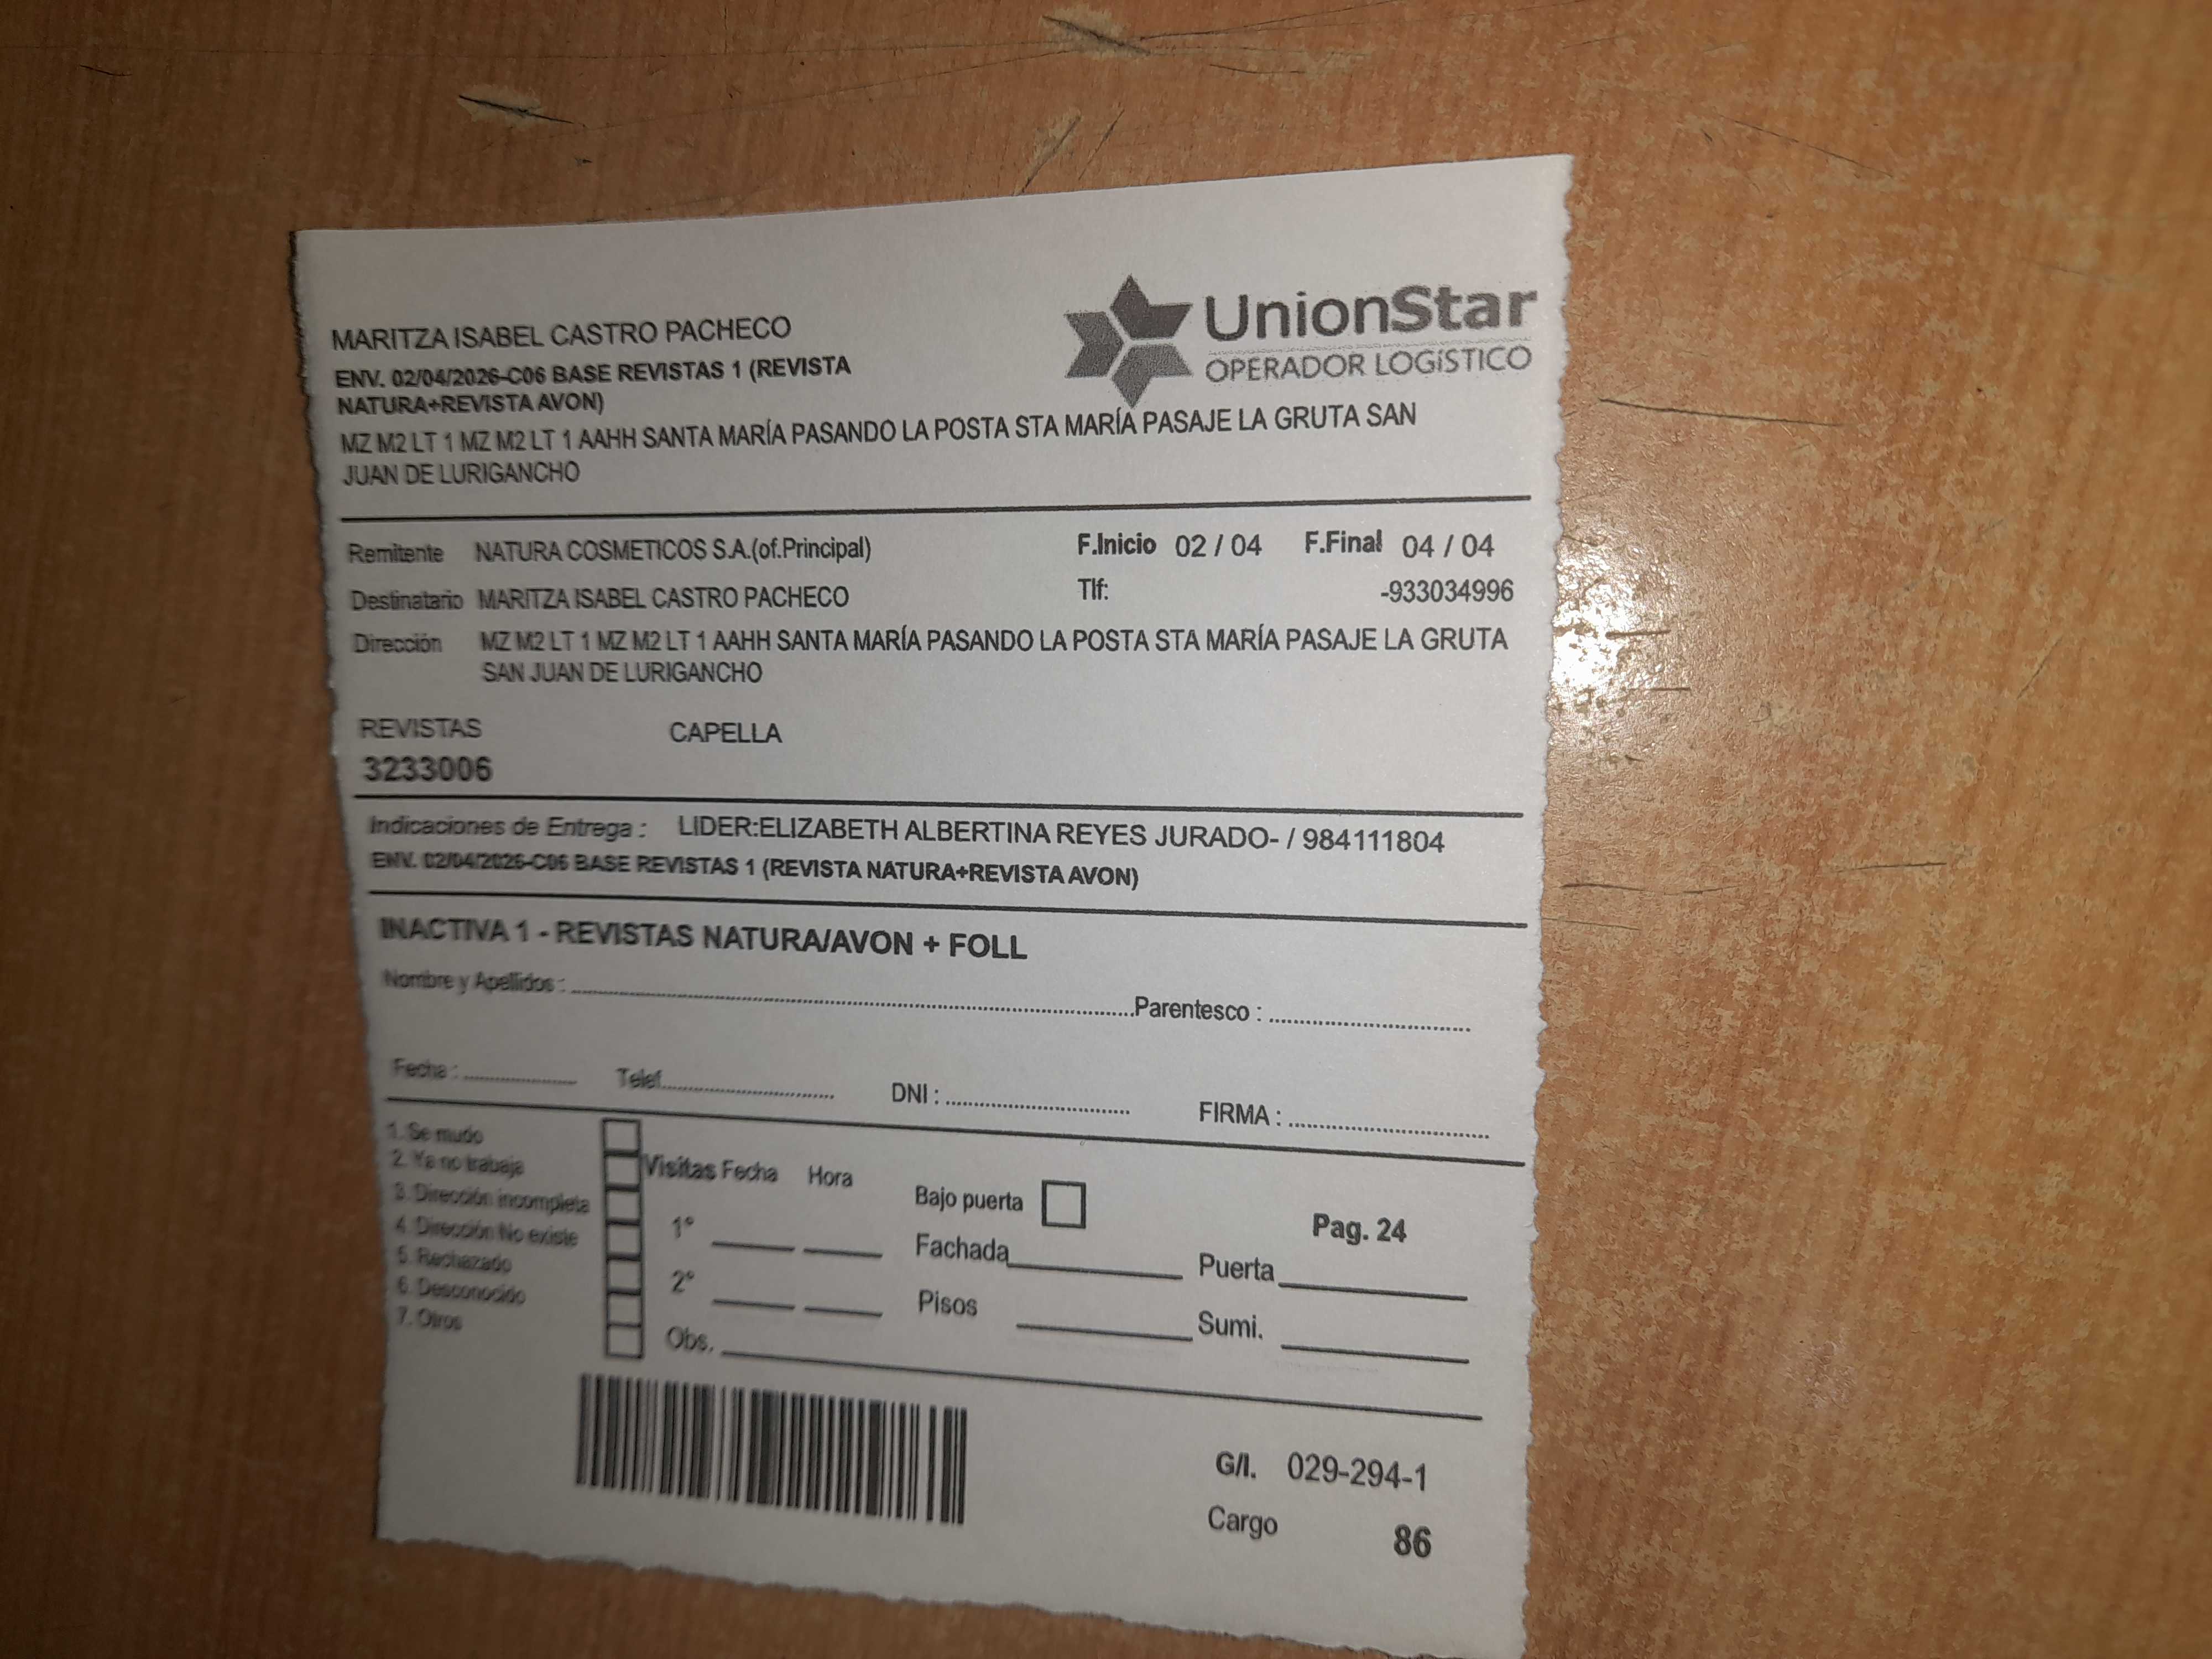 MARITZA ISABEL CASTRO PACHECO
UnionStar
OPERADOR LOGÍSTICO
ENV. 02/04/2026-C06 BASE REVISTAS 1 (REVISTA
NATURA+REVISTA AVON)
MZ M2 LT 1 MZ M2 LT 1 AAHH SANTA MARÍA PASANDO LA POSTA STA MARÍA PASAJE LA GRUTA SAN
JUAN DE LURIGANCHO
Remitente NATURA COSMETICOS S.A.(of.Principal) F.Inicio 02 / 04 F.Final 04 / 04
Destinatario MARITZA ISABEL CASTRO PACHECO Tlf: -933034996
Dirección MZ M2 LT 1 MZ M2 LT 1 AAHH SANTA MARÍA PASANDO LA POSTA STA MARÍA PASAJE LA GRUTA
SAN JUAN DE LURIGANCHO
REVISTAS CAPELLA
3233006
Indicaciones de Entrega : LIDER:ELIZABETH ALBERTINA REYES JURADO- / 984111804
ENV. 02/04/2026-C06 BASE REVISTAS 1 (REVISTA NATURA+REVISTA AVON)
INACTIVA 1 - REVISTAS NATURA/AVON + FOLL
Nombre y Apellidos : Parentesco :
Fecha : Telef. DNI : FIRMA :
1. Se mudo
2. Ya no trabaja
3. Dirección incompleta
4. Dirección No existe
5. Rechazado
6. Desconocido
7. Otros
Visitas Fecha Hora
1°
2°
Obs.
Bajo puerta
Pag. 24
Fachada Puerta
Pisos Sumi.
G/I. 029-294-1
Cargo 86